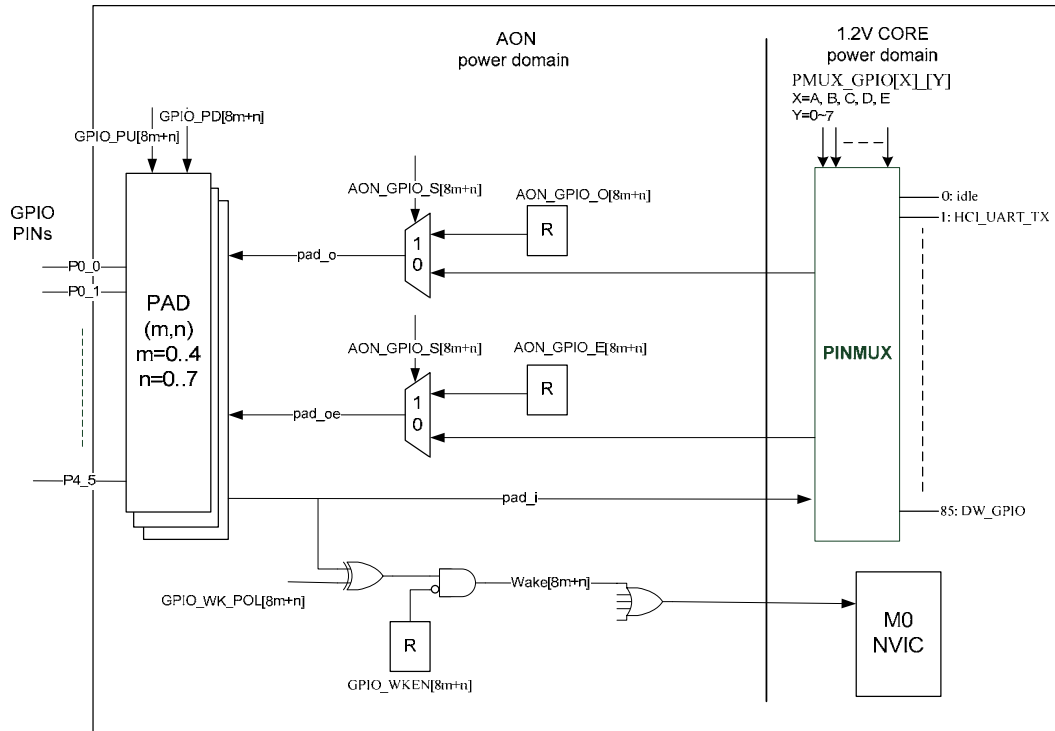 AON
power domain
1.2V CORE
power domain
PMUX_GPIO[X]_[Y]
X=A, B, C, D, E
Y=0~7
GPIO_PD[8m+n]
GPIO_PU[8m+n]
AON_GPIO_S[8m+n]
AON_GPIO_O[8m+n]
R
1
0
pad_o
0: idle
1: HCI_UART_TX
GPIO
PINs
P0_0
P0_1
P4_5
PAD
(m,n)
m=0..4
n=0..7
AON_GPIO_S[8m+n]
AON_GPIO_E[8m+n]
R
1
0
pad_oe
PINMUX
pad_i
85: DW_GPIO
GPIO_WK_POL[8m+n]
Wake[8m+n]
R
GPIO_WKEN[8m+n]
M0
NVIC